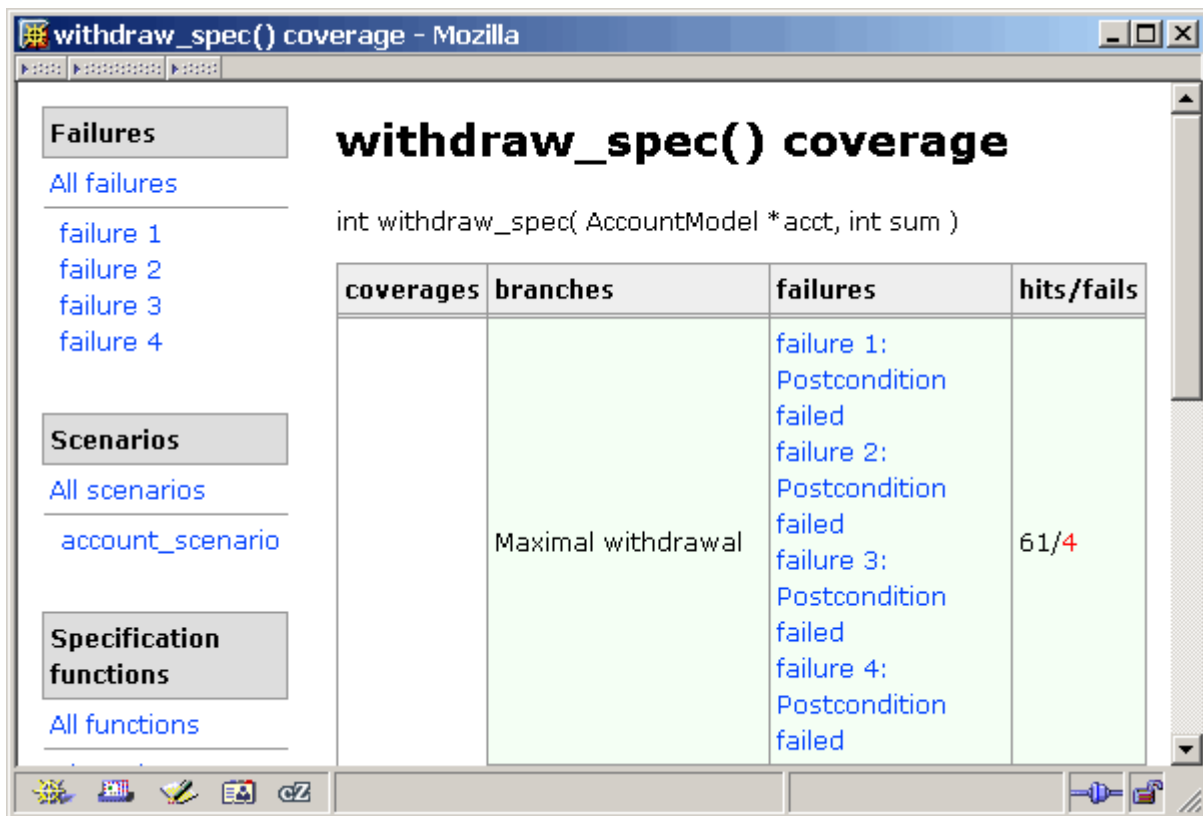 withdraw_spec() coverage - Mozilla
Failures
All failures
failure 1
failure 2
failure 3
failure 4
Scenarios
All scenarios
account_scenario
Specification
functions
All functions
withdraw_spec() coverage
int withdraw_spec( AccountModel *acct, int sum )
coverages branches failures hits/fails
Maximal withdrawal
failure 1:
Postcondition
failed
failure 2:
Postcondition
failed
failure 3:
Postcondition
failed
failure 4:
Postcondition
failed
61/4